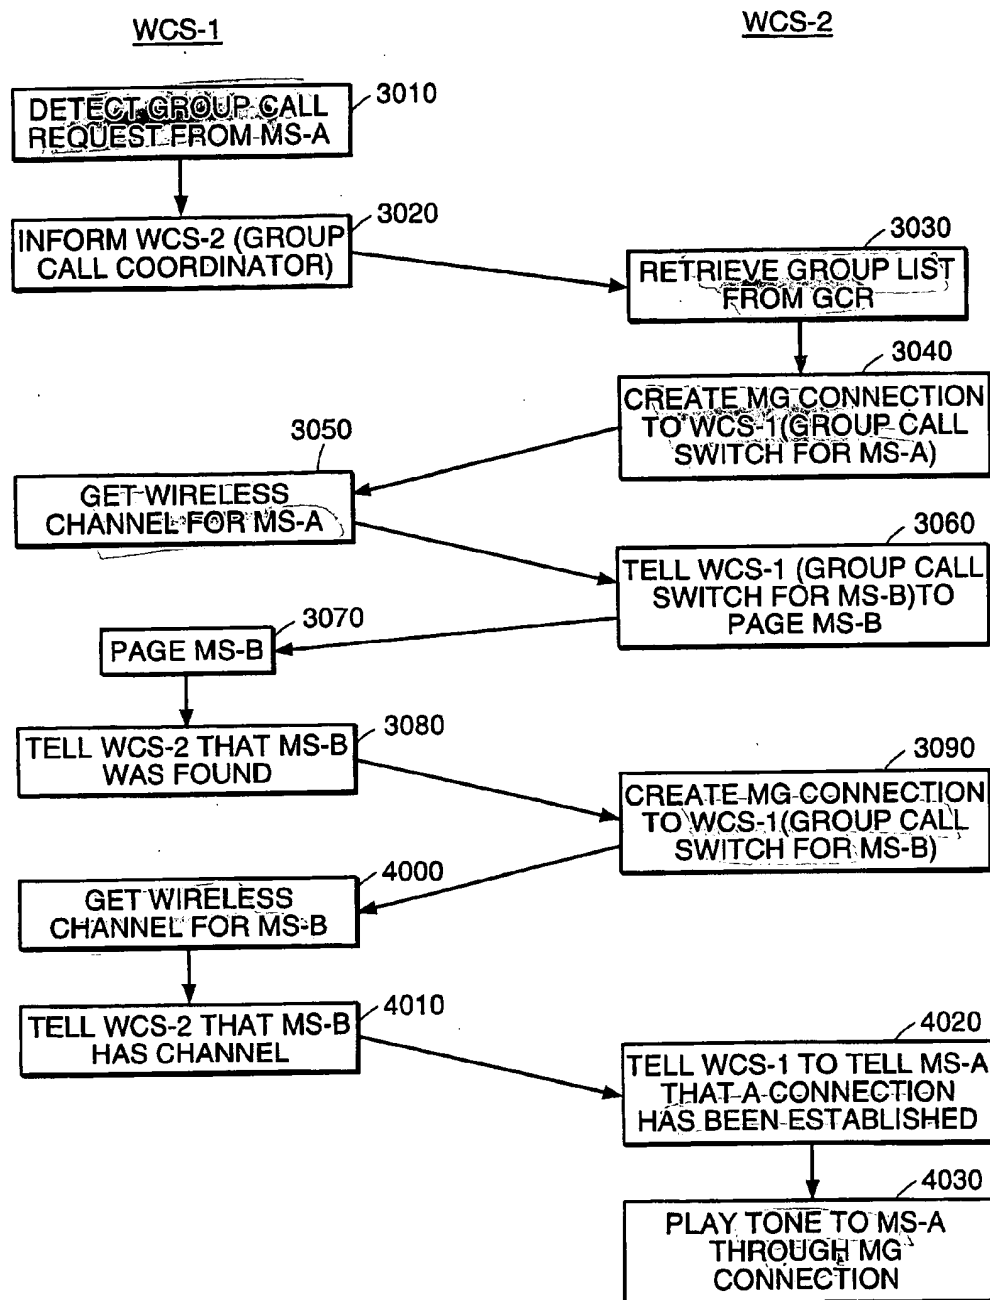 WCS-1
WCS-2
3010
DETECT GROUP CALL
REQUEST FROM MS-A
3020
INFORM WCS-2 (GROUP
CALL COORDINATOR)
3030
RETRIEVE GROUP LIST
FROM GCR
3040
CREATE MG CONNECTION
TO WCS-1(GROUP CALL
SWITCH FOR MS-A)
3050
GET WIRELESS
CHANNEL FOR MS-A
3060
TELL WCS-1 (GROUP CALL
SWITCH FOR MS-B)TO
PAGE MS-B
3070
PAGE MS-B
3080
TELL WCS-2 THAT MS-B
WAS FOUND
3090
CREATE MG CONNECTION
TO WCS-1(GROUP CALL
SWITCH FOR MS-B)
4000
GET WIRELESS
CHANNEL FOR MS-B
4010
TELL WCS-2 THAT MS-B
HAS CHANNEL
4020
TELL WCS-1 TO TELL MS-A
THAT A CONNECTION
HAS BEEN ESTABLISHED
4030
PLAY TONE TO MS-A
THROUGH MG
CONNECTION